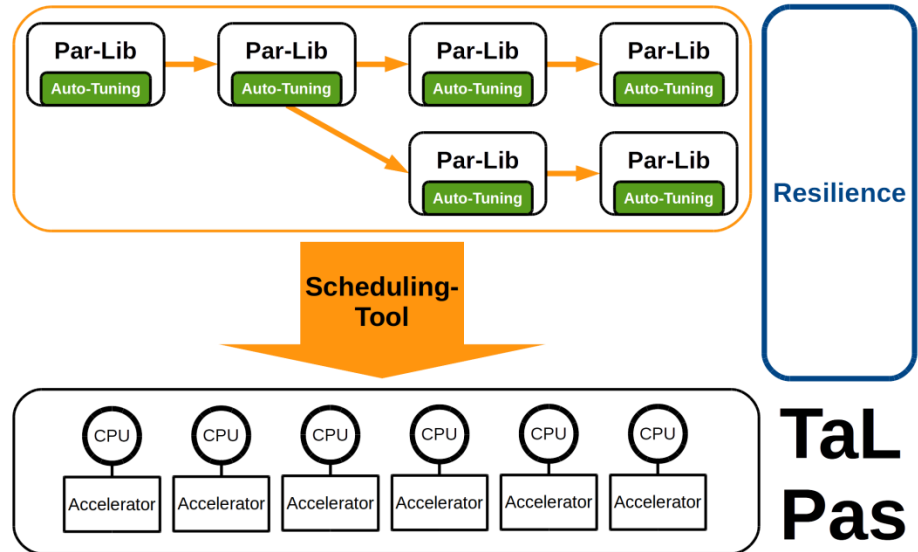 Par-Lib
Auto-Tuning
Par-Lib
Auto-Tuning
Par-Lib
Auto-Tuning
Par-Lib
Auto-Tuning
Par-Lib
Auto-Tuning
Par-Lib
Auto-Tuning
Resilience
Scheduling-
Tool
CPU
CPU
CPU
CPU
CPU
CPU
Accelerator
Accelerator
Accelerator
Accelerator
Accelerator
Accelerator
TaL
Pas